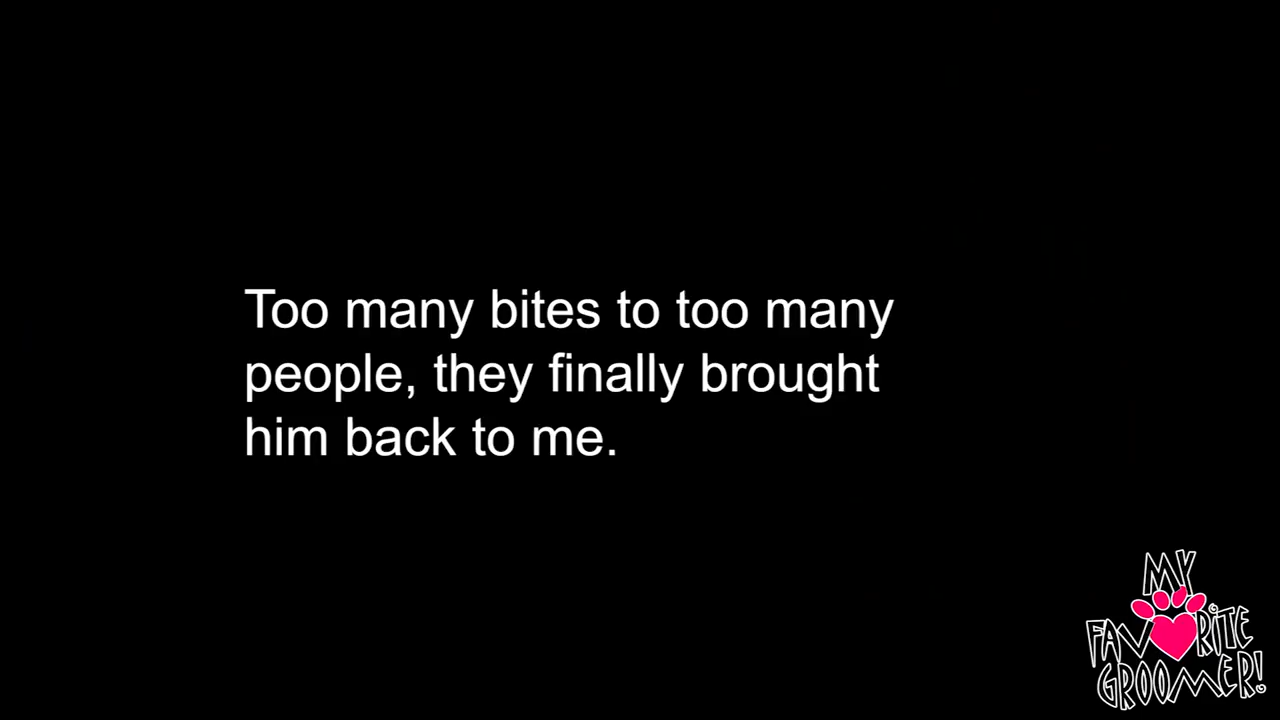 Too many bites to too many
people, they finally brought
him back to me.
MY
FAVORITE
GROOMER!